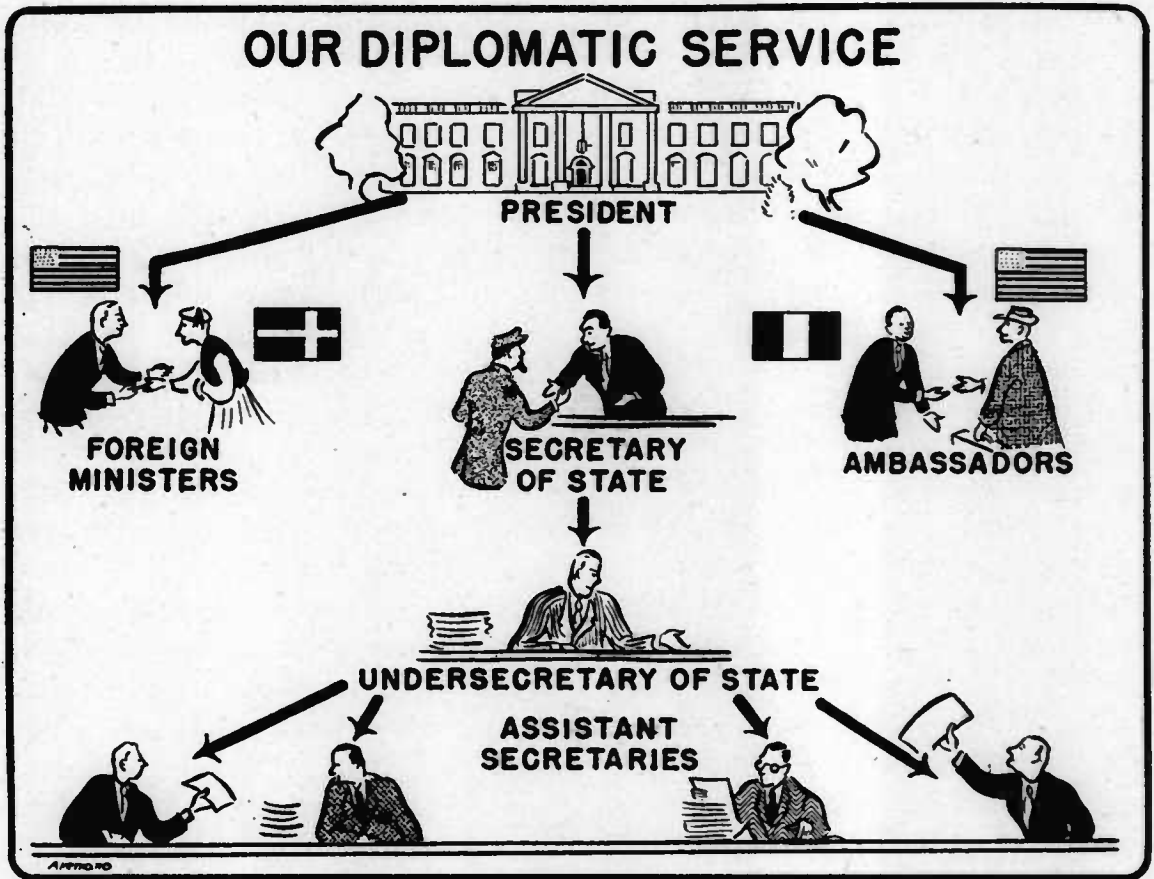 OUR DIPLOMATIC SERVICE
PRESIDENT
FOREIGN
MINISTERS
SECRETARY
OF STATE
AMBASSADORS
UNDERSECRETARY OF STATE
ASSISTANT
SECRETARIES